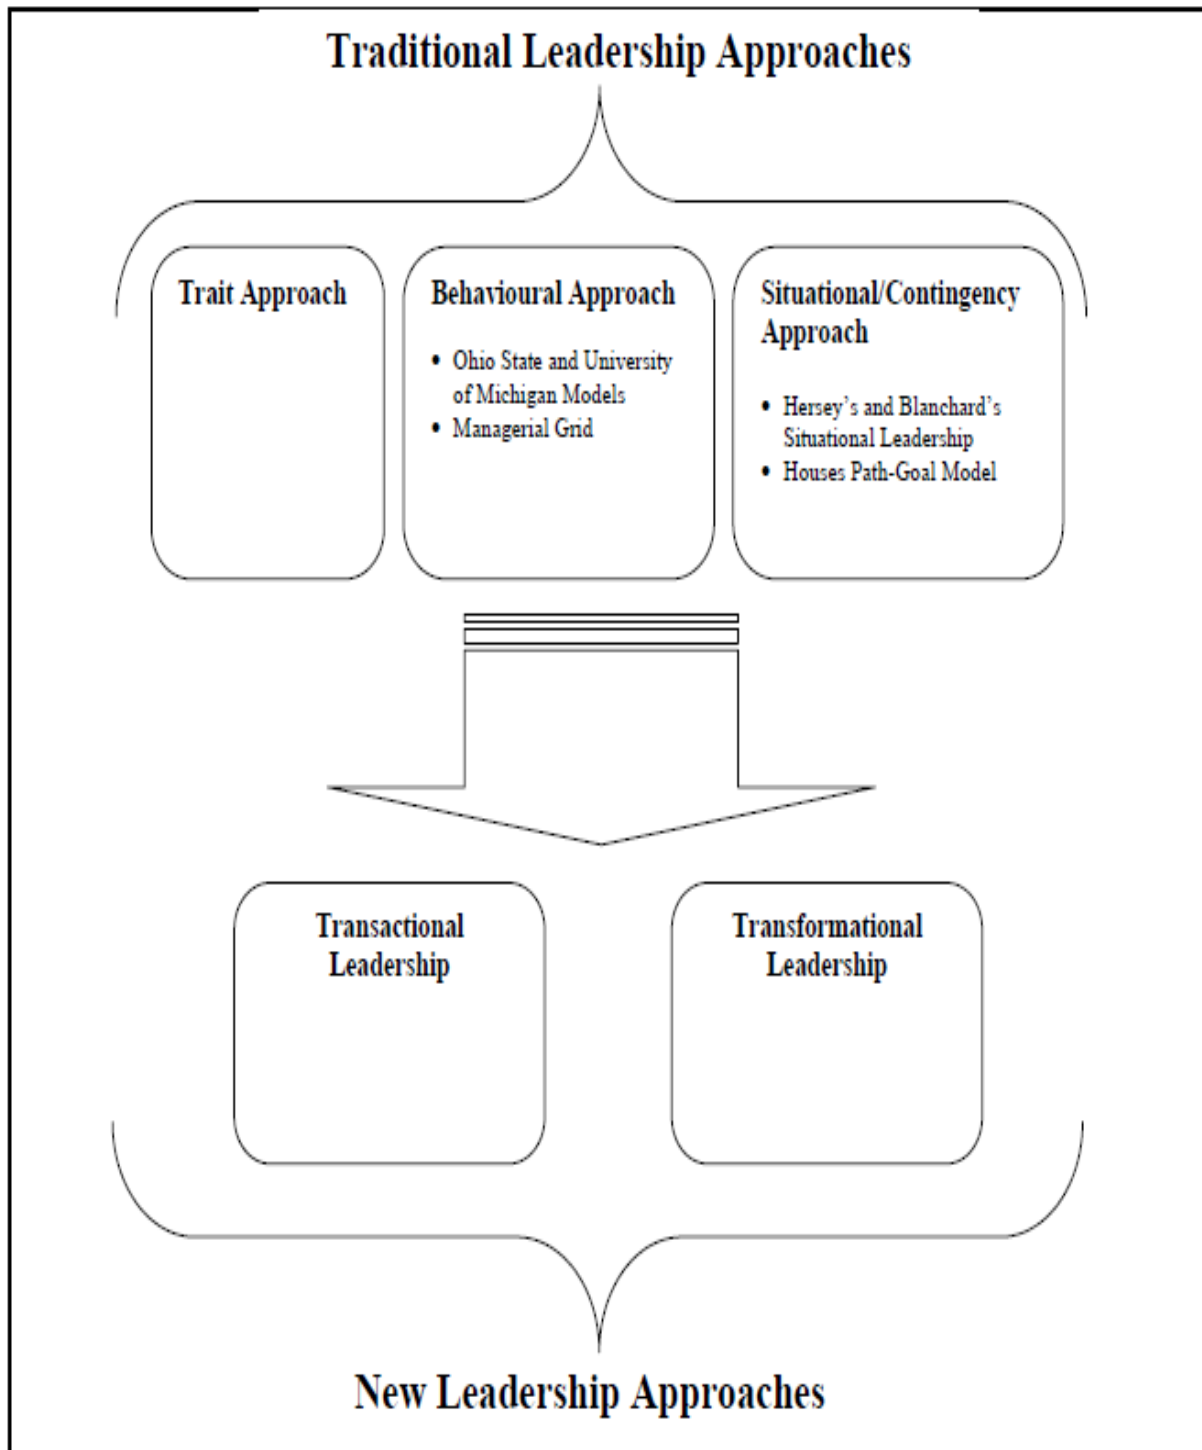 Traditional Leadership Approaches
Trait Approach
Behavioural Approach
• Ohio State and University
of Michigan Models
• Managerial Grid
Situational/Contingency
Approach
• Hersey’s and Blanchard’s
Situational Leadership
• Houses Path-Goal Model
Transactional
Leadership
Transformational
Leadership
New Leadership Approaches